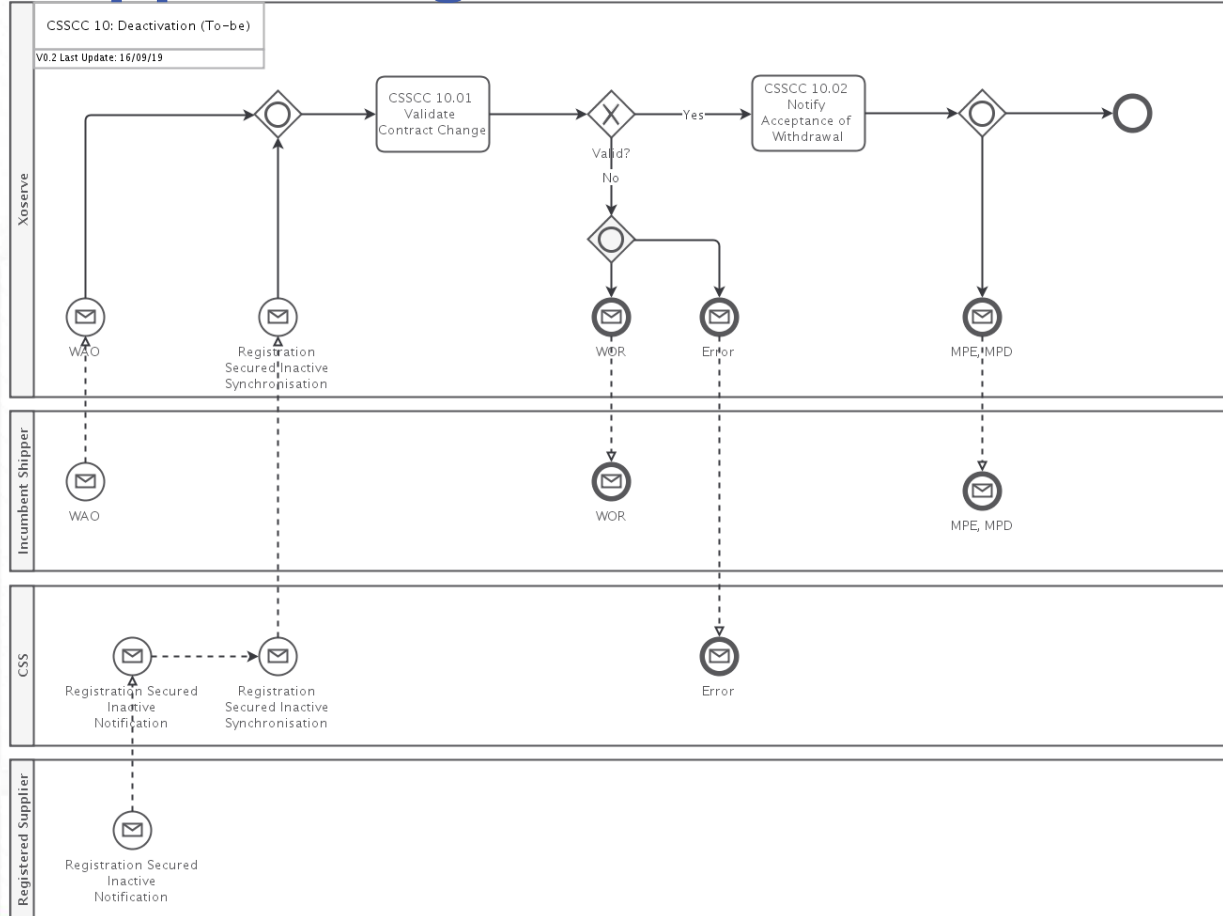 CSSCC 10: Deactivation (To-be)
V0.2 Last Update: 16/09/19
Xoserve
CSSCC 10.01
Validate
Contract Change
Valid?
No
Yes
CSSCC 10.02
Notify
Acceptance of
Withdrawal
WAO
Registration
Secured Inactive
Synchronisation
WOR
Error
MPE, MPD
Incumbent Shipper
WAO
WOR
MPE, MPD
CSS
Registration Secured
Inactive
Notification
Registration
Secured Inactive
Synchronisation
Error
Registered Supplier
Registration Secured
Inactive
Notification